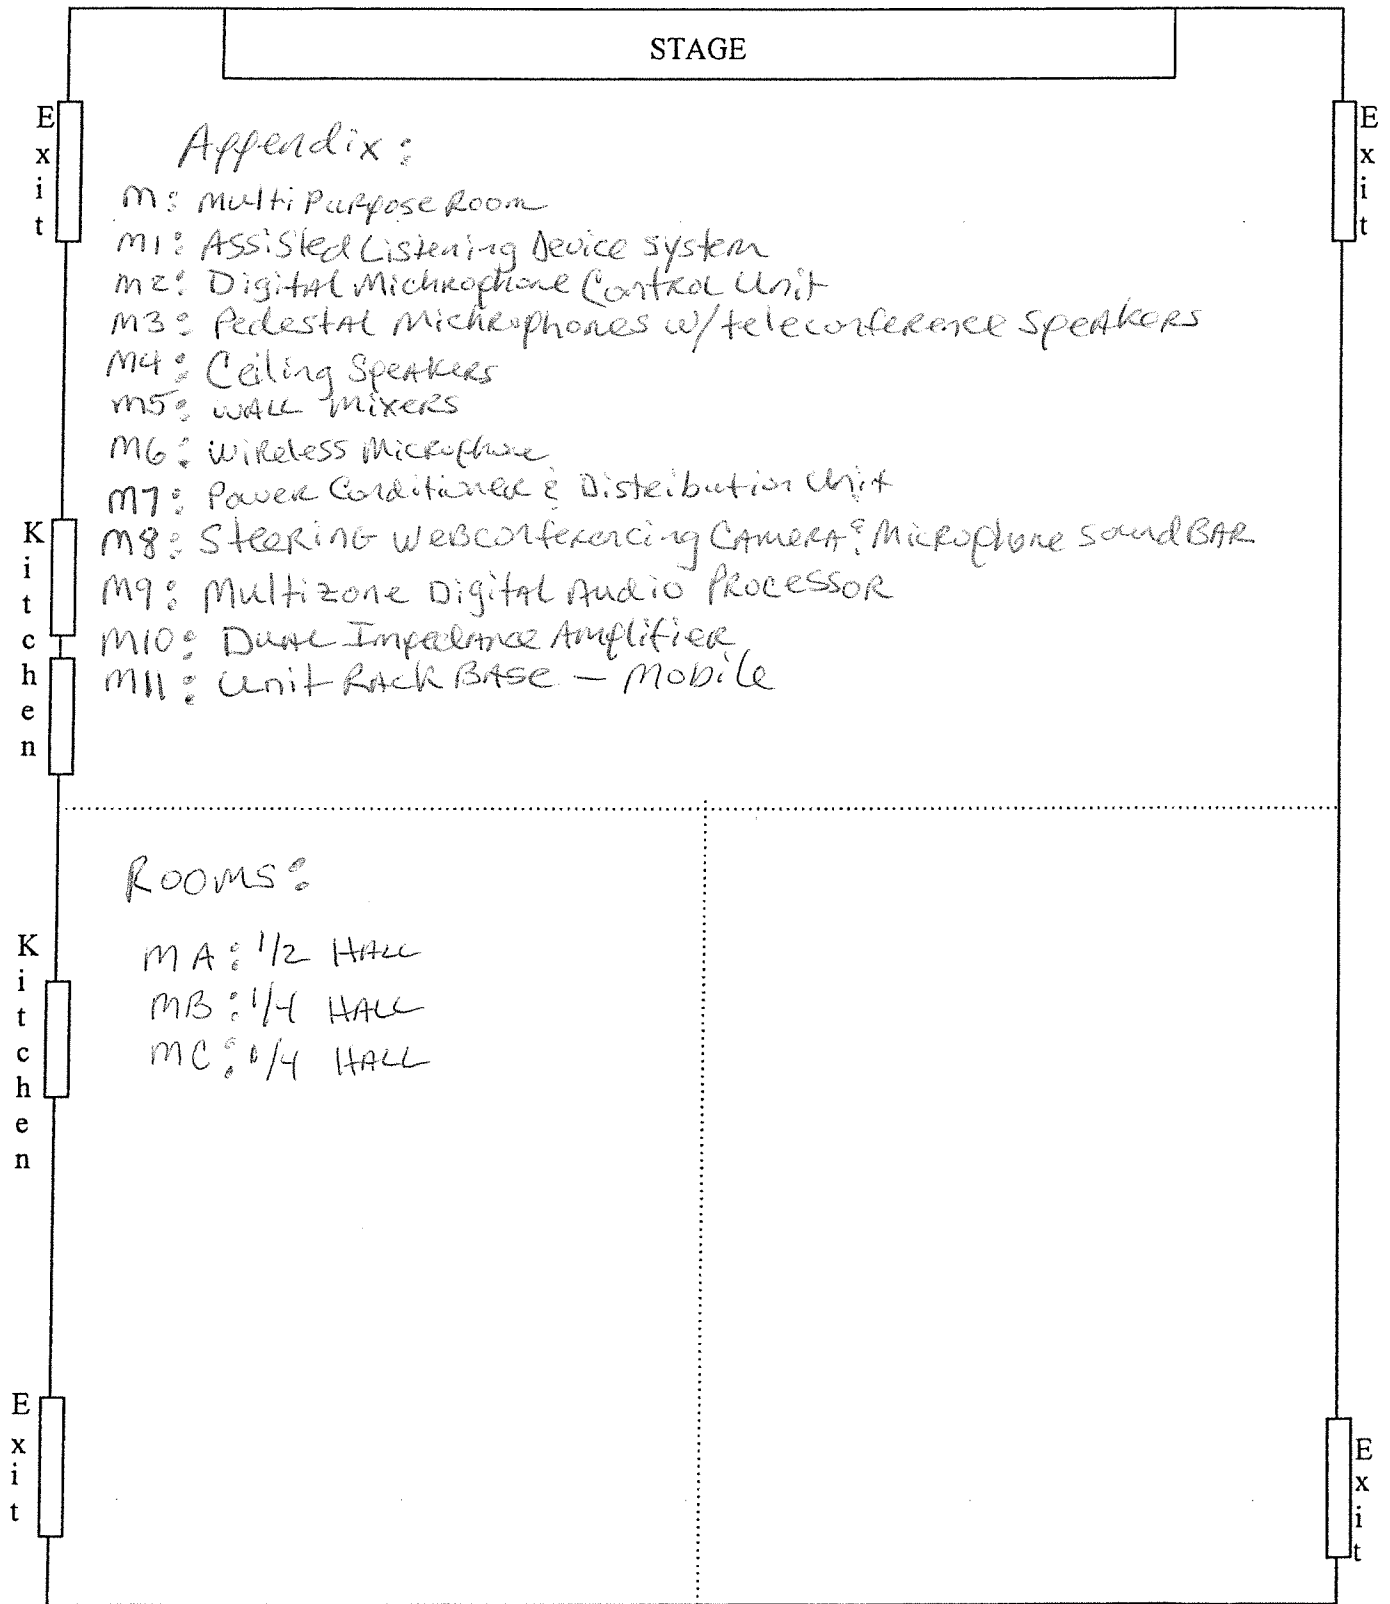 STAGE
Exit
Exit
Appendix:
M: Multi Purpose Room
M1: Assisted Listening Device System
M2: Digital Michrophone Control Unit
M3: Pedestal Michrophones w/teleconference Speakers
M4: Ceiling Speakers
M5: Wall Mixers
M6: Wireless Microphone
M7: Power Conditioner & Distribution Unit
M8: Steering Webconferencing Camera & Microphone Sound Bar
M9: Multizone Digital Audio Processor
M10: Dual Impedance Amplifier
M11: Unit Rack Base - Mobile
Kitchen
Rooms:
MA: 1/2 HALL
MB: 1/4 HALL
MC: 1/4 HALL
Kitchen
Exit
Exit